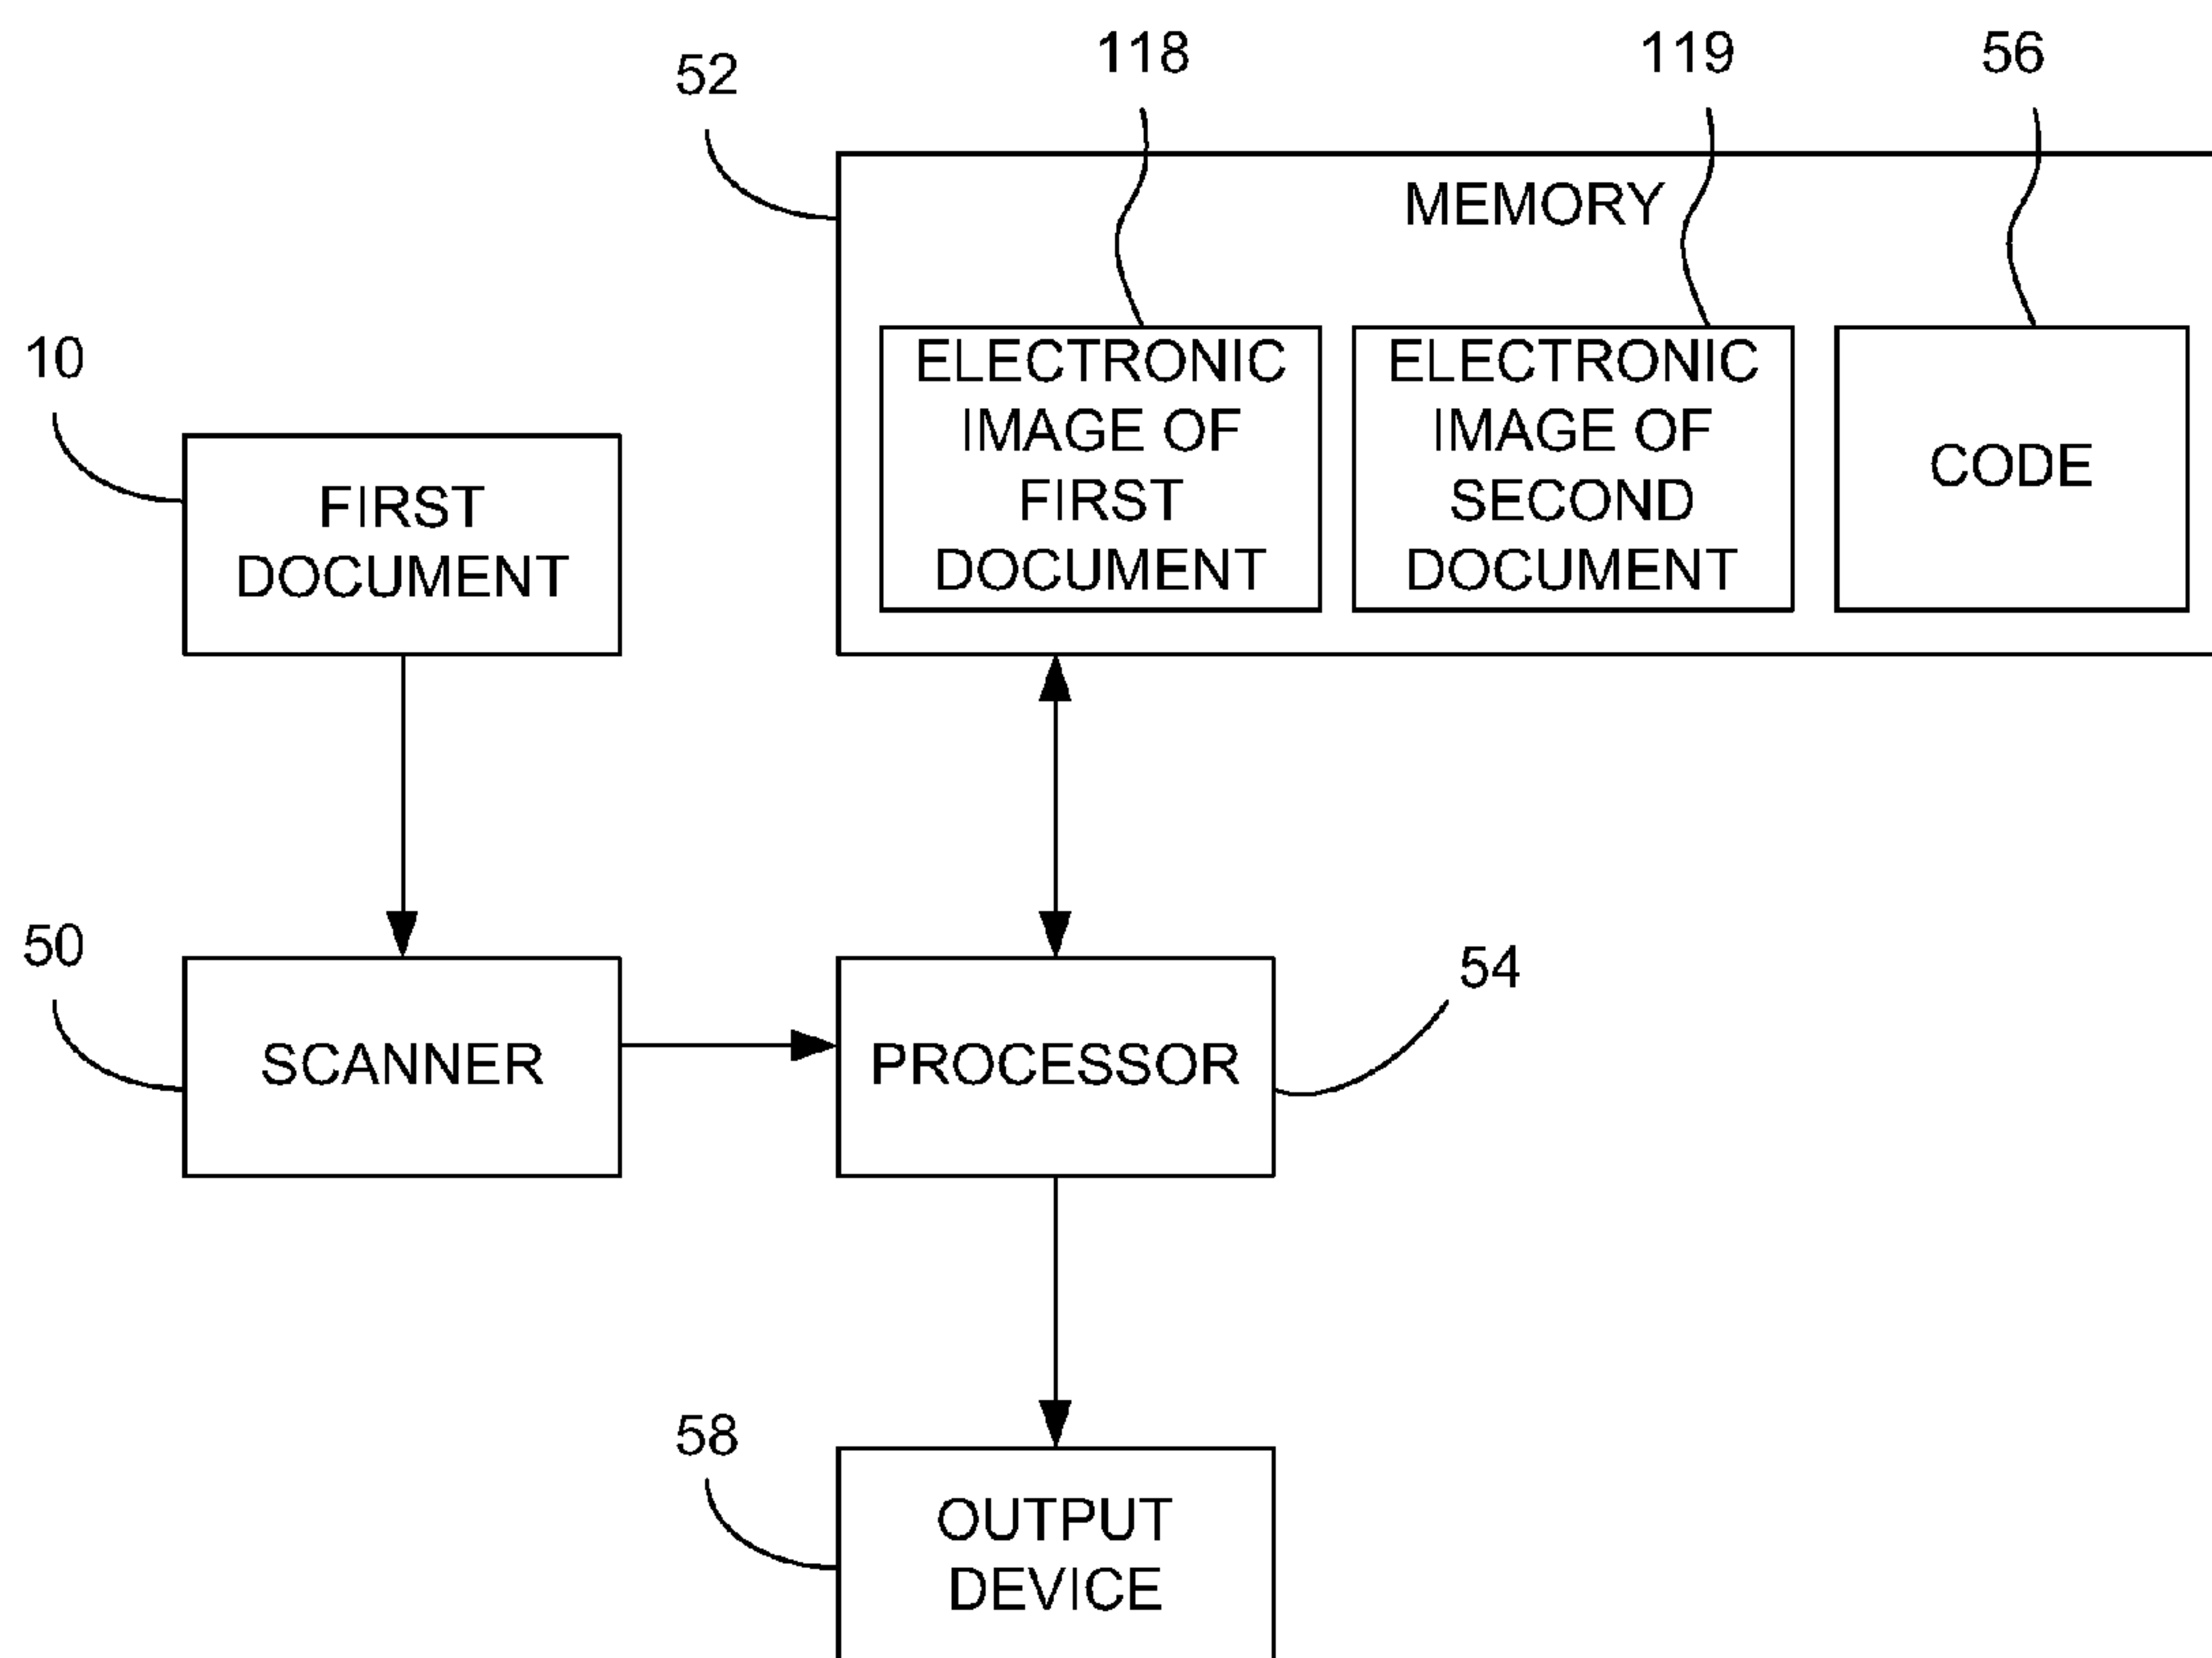 118
119
56
52
MEMORY
10
ELECTRONIC
IMAGE OF
FIRST
DOCUMENT
ELECTRONIC
IMAGE OF
SECOND
DOCUMENT
CODE
FIRST
DOCUMENT
50
54
SCANNER
PROCESSOR
58
OUTPUT
DEVICE